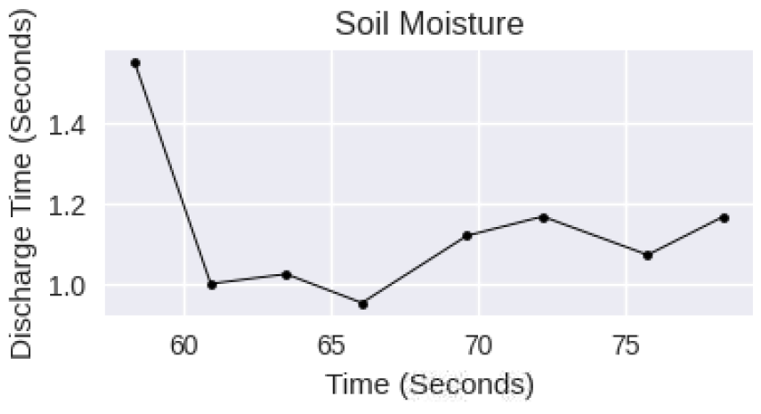 Soil Moisture
Discharge Time (Seconds)
1.4
1.2
1.0
60 65 70 75
Time (Seconds)